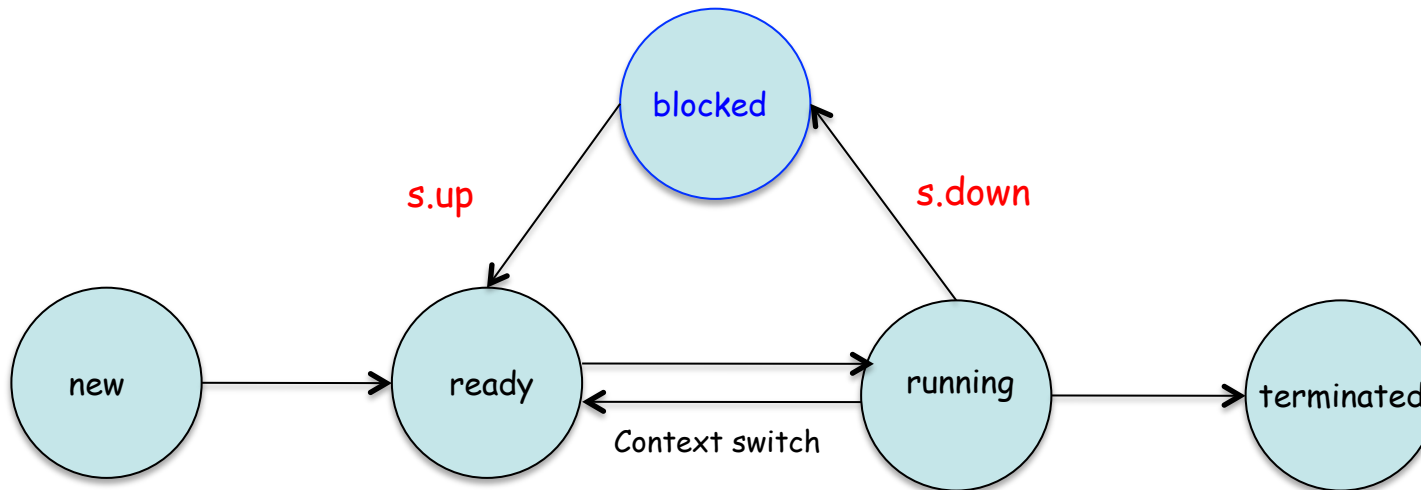 blocked
s.up
s.down
new
ready
running
terminated
Context switch